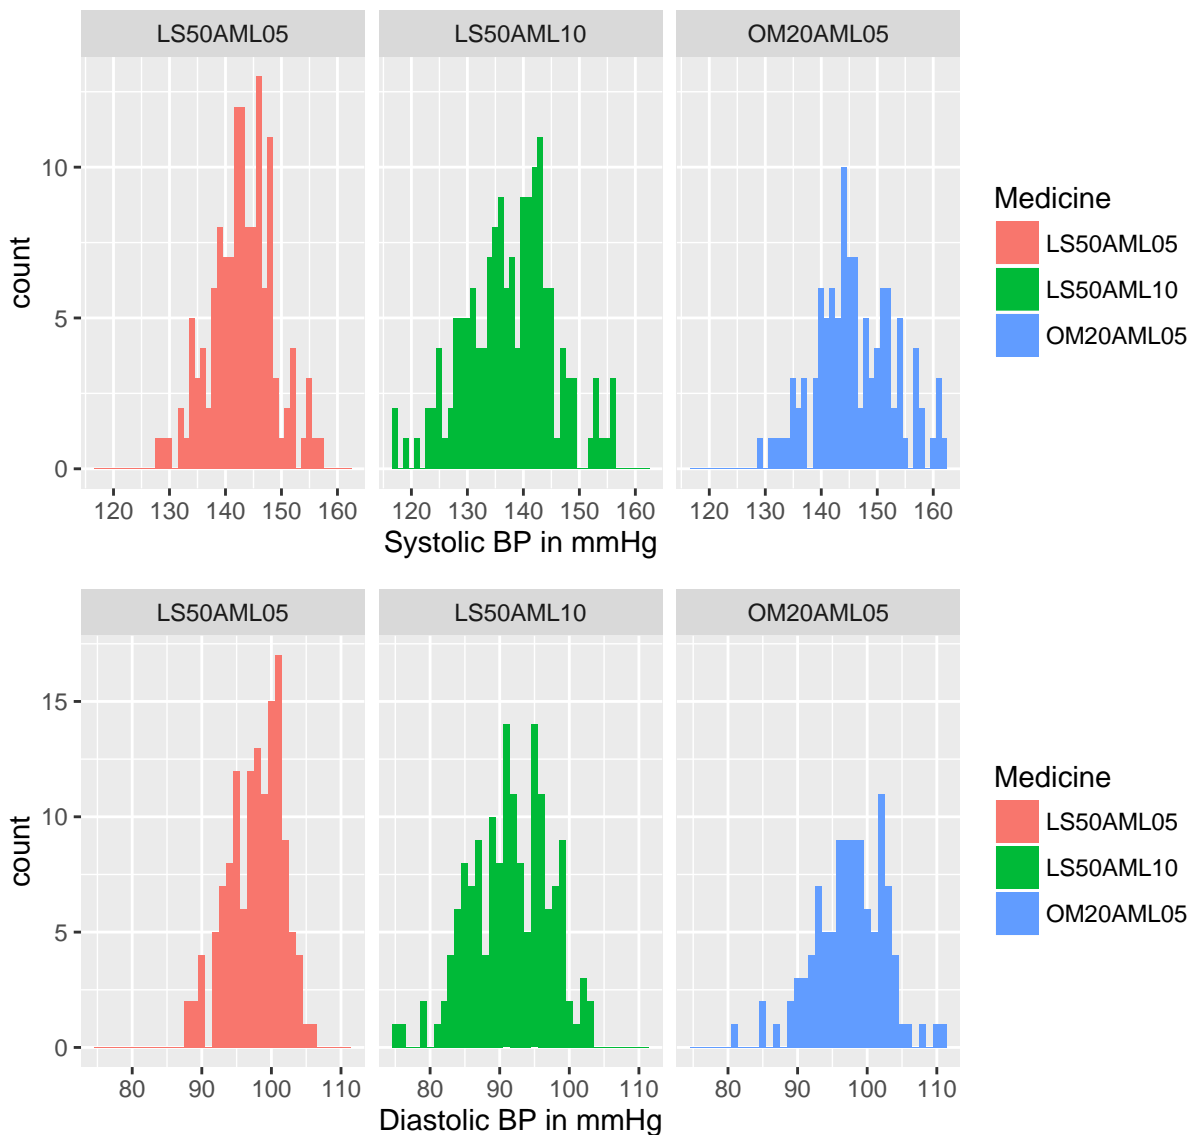 LS50AML05 LS50AML10 OM20AML05
10
5
0
count
120 130 140 150 160 120 130 140 150 160 120 130 140 150 160
Systolic BP in mmHg
Medicine
LS50AML05
LS50AML10
OM20AML05
LS50AML05 LS50AML10 OM20AML05
15
10
5
0
count
80 90 100 110 80 90 100 110 80 90 100 110
Diastolic BP in mmHg
Medicine
LS50AML05
LS50AML10
OM20AML05